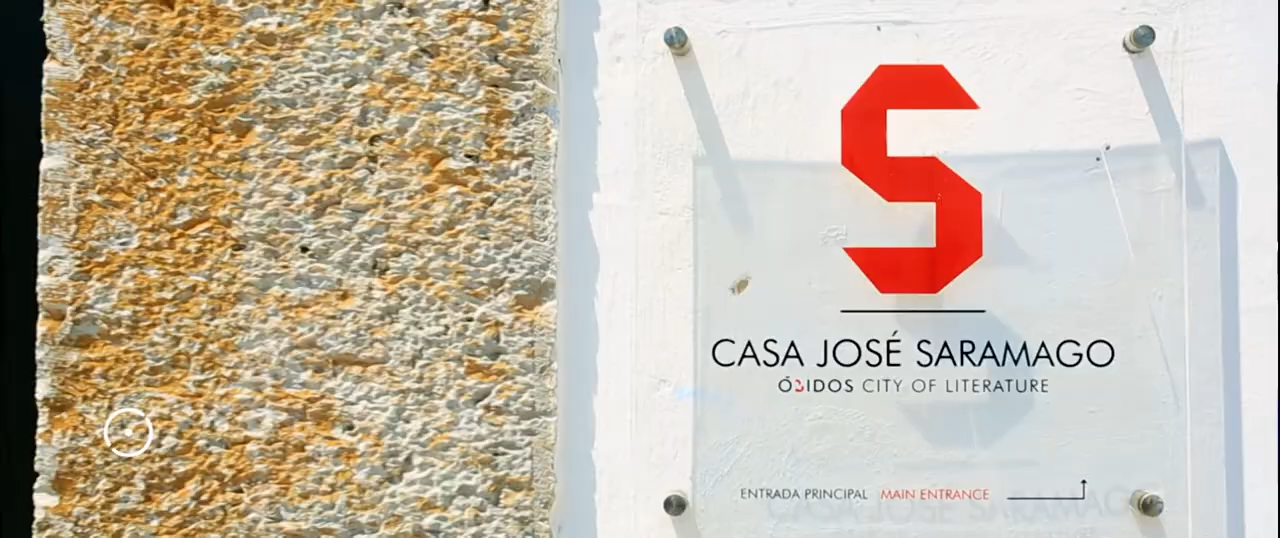 S
CASA JOSÉ SARAMAGO
ÓBIDOS CITY OF LITERATURE
ENTRADA PRINCIPAL MAIN ENTRANCE